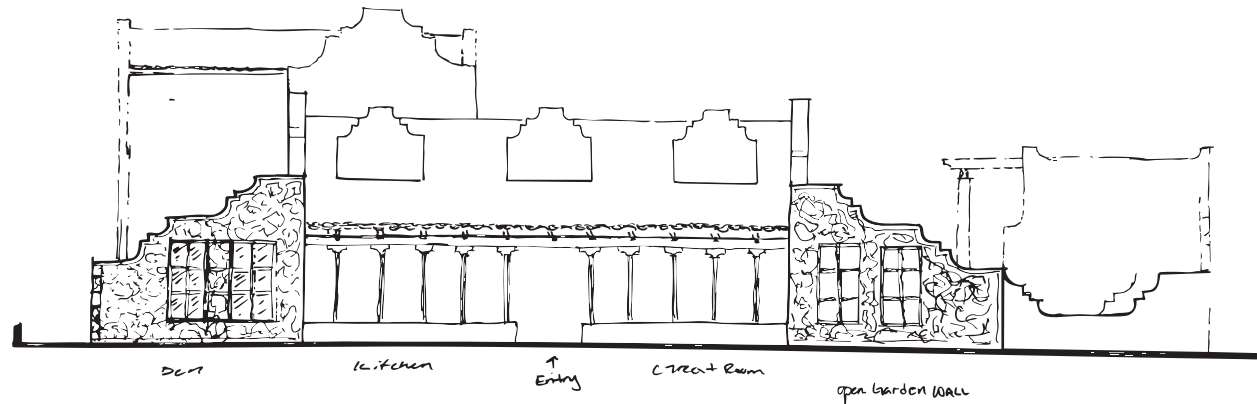 Den
Kitchen
↑
Entry
Great Room
open Garden WALL